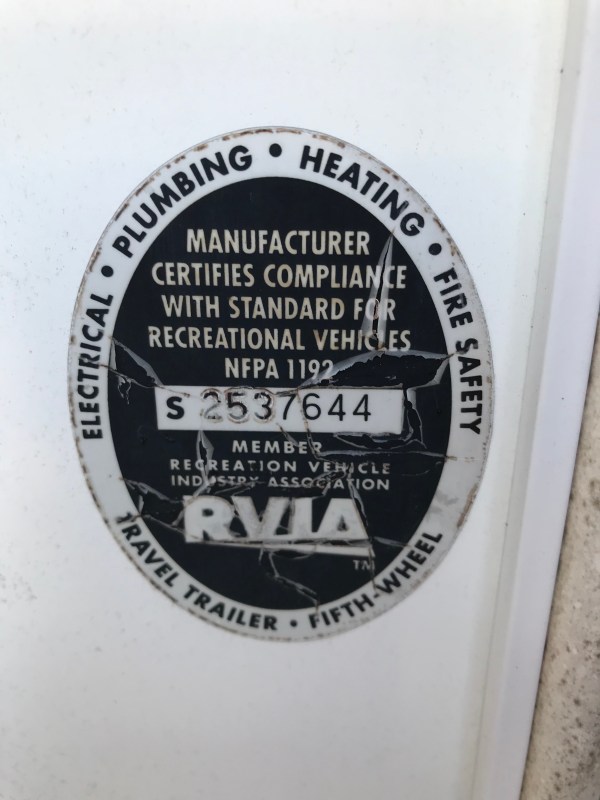 ELECTRICAL • PLUMBING • HEATING • FIRE SAFETY
MANUFACTURER
CERTIFIES COMPLIANCE
WITH STANDARD FOR
RECREATIONAL VEHICLES
NFPA 1192
S 2537644
MEMBER
RECREATION VEHICLE
INDUSTRY ASSOCIATION
RVIA
TM
TRAVEL TRAILER • FIFTH-WHEEL